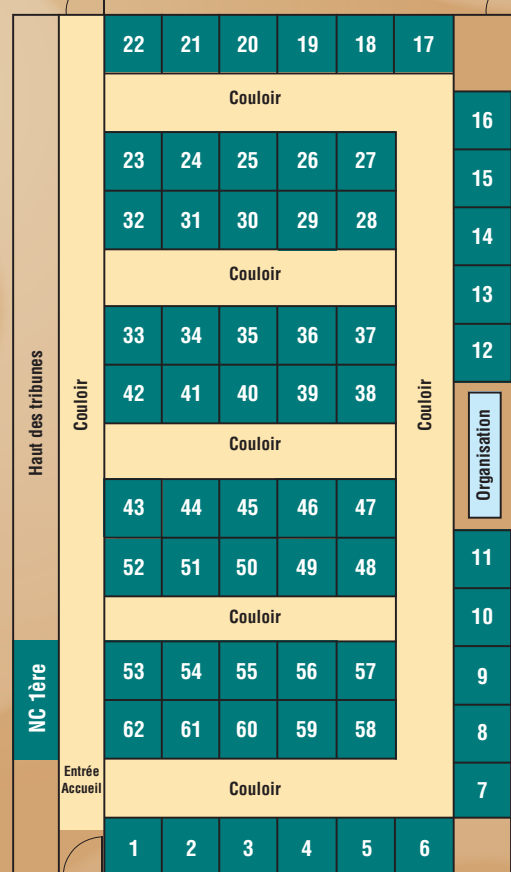 22 21 20 19 18 17
Couloir
16
23 24 25 26 27
15
32 31 30 29 28
14
Couloir
13
33 34 35 36 37
12
Haut des tribunes
Couloir
42 41 40 39 38
Couloir
Organisation
Couloir
43 44 45 46 47
11
52 51 50 49 48
10
Couloir
NC 1ère
53 54 55 56 57
9
62 61 60 59 58
8
Entrée
Accueil
Couloir
7
1 2 3 4 5 6